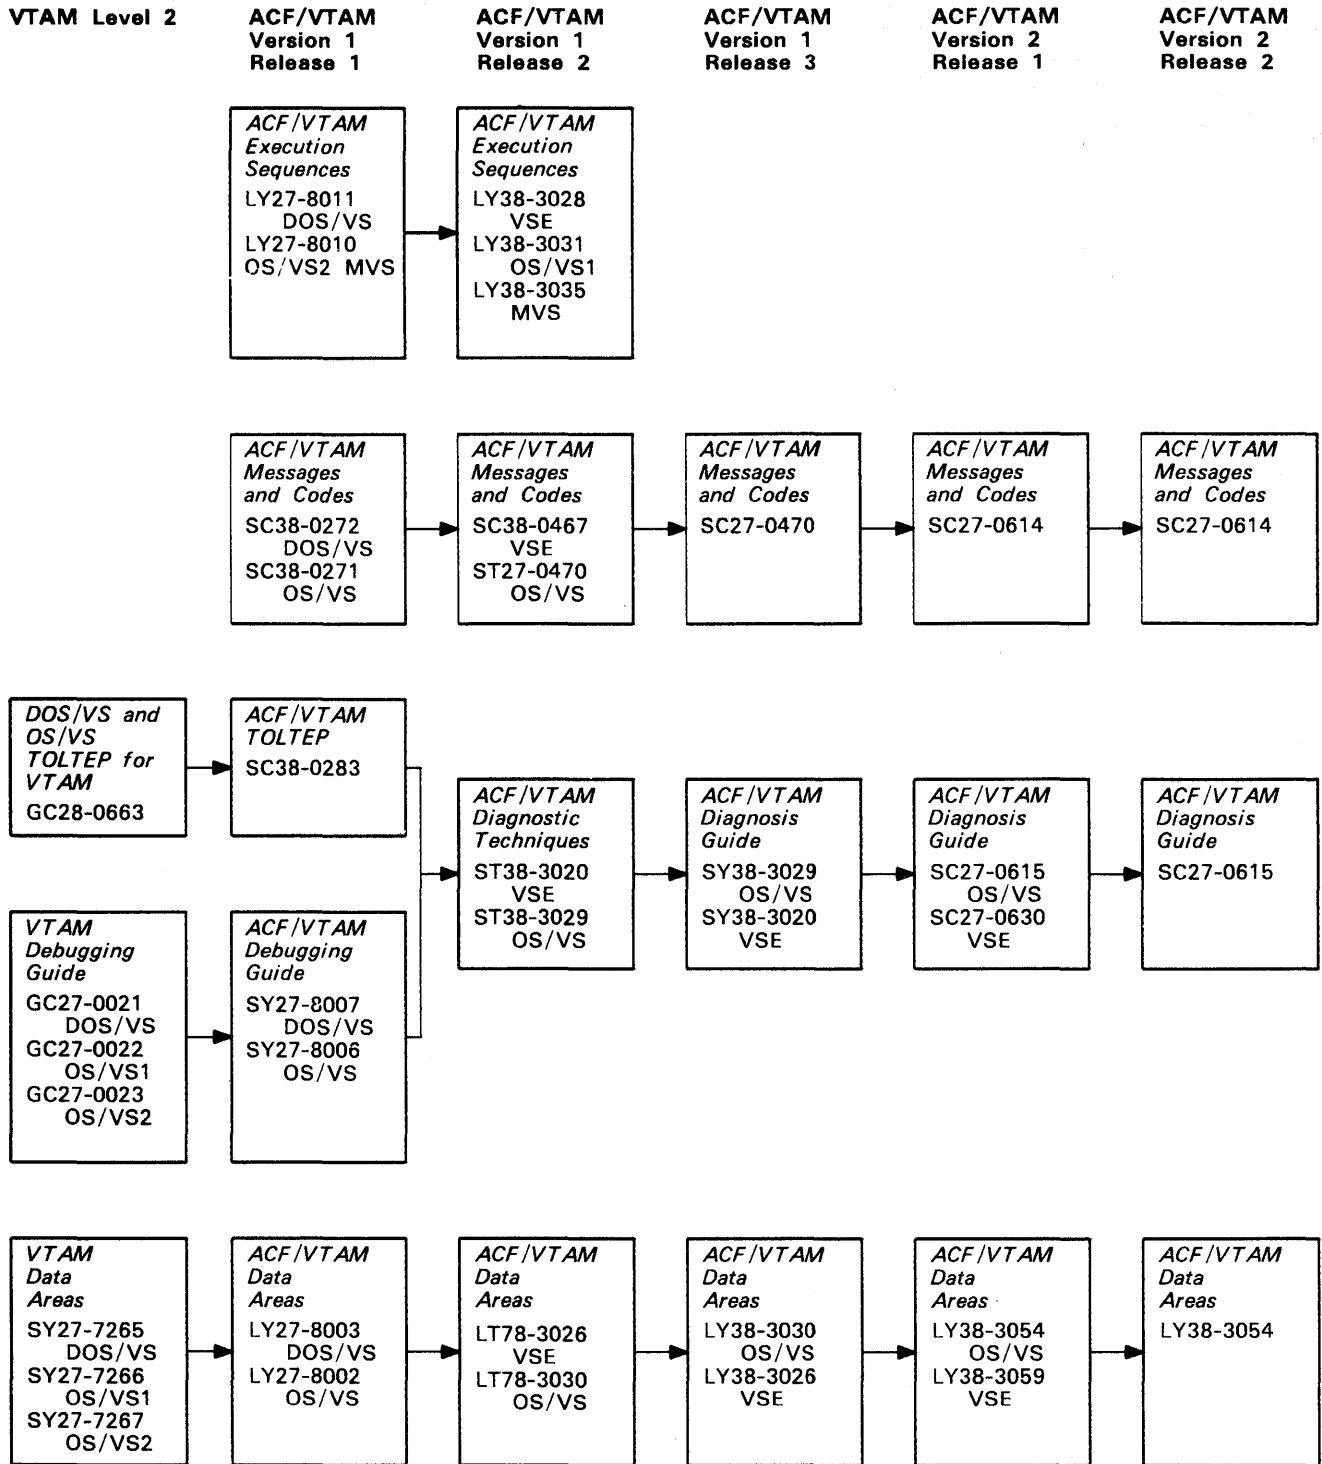 VTAM Level 2
ACF/VTAM
Version 1
Release 1
ACF/VTAM
Version 1
Release 2
ACF/VTAM
Version 1
Release 3
ACF/VTAM
Version 2
Release 1
ACF/VTAM
Version 2
Release 2
ACF/VTAM
Execution
Sequences
LY27-8011
DOS/VS
LY27-8010
OS/VS2 MVS
ACF/VTAM
Execution
Sequences
LY38-3028
VSE
LY38-3031
OS/VS1
LY38-3035
MVS
ACF/VTAM
Messages
and Codes
SC38-0272
DOS/VS
SC38-0271
OS/VS
ACF/VTAM
Messages
and Codes
SC38-0467
VSE
ST27-0470
OS/VS
ACF/VTAM
Messages
and Codes
SC27-0470
ACF/VTAM
Messages
and Codes
SC27-0614
ACF/VTAM
Messages
and Codes
SC27-0614
DOS/VS and
OS/VS
TOLTEP for
VTAM
GC28-0663
ACF/VTAM
TOLTEP
SC38-0283
VTAM
Debugging
Guide
GC27-0021
DOS/VS
GC27-0022
OS/VS1
GC27-0023
OS/VS2
ACF/VTAM
Debugging
Guide
SY27-8007
DOS/VS
SY27-8006
OS/VS
ACF/VTAM
Diagnostic
Techniques
ST38-3020
VSE
ST38-3029
OS/VS
ACF/VTAM
Diagnosis
Guide
SY38-3029
OS/VS
SY38-3020
VSE
ACF/VTAM
Diagnosis
Guide
SC27-0615
OS/VS
SC27-0630
VSE
ACF/VTAM
Diagnosis
Guide
SC27-0615
VTAM
Data
Areas
SY27-7265
DOS/VS
SY27-7266
OS/VS1
SY27-7267
OS/VS2
ACF/VTAM
Data
Areas
LY27-8003
DOS/VS
LY27-8002
OS/VS
ACF/VTAM
Data
Areas
LT78-3026
VSE
LT78-3030
OS/VS
ACF/VTAM
Data
Areas
LY38-3030
OS/VS
LY38-3026
VSE
ACF/VTAM
Data
Areas
LY38-3054
OS/VS
LY38-3059
VSE
ACF/VTAM
Data
Areas
LY38-3054